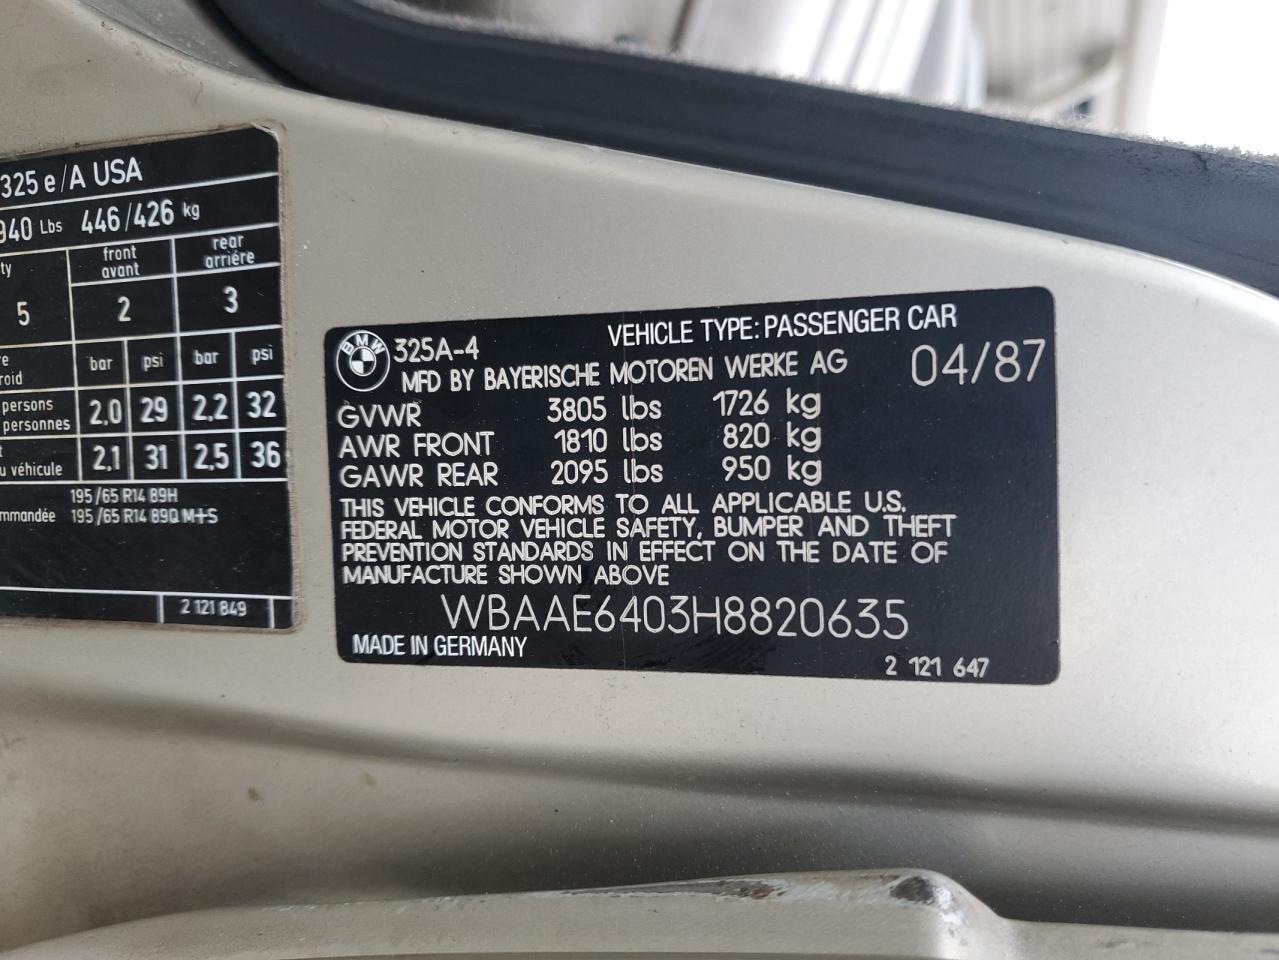 325 e/A USA
940 Lbs 446/426 kg
front rear
avant arriére
5 2 3
bar psi bar psi
persons
personnes 2,0 29 2,2 32
u véhicule 2,1 31 2,5 36
195/65 R14 89H
mmandée 195/65 R14 89Q M+S
2 121 849
BMW 325A-4 VEHICLE TYPE: PASSENGER CAR
MFD BY BAYERISCHE MOTOREN WERKE AG 04/87
GVWR 3805 lbs 1726 kg
AWR FRONT 1810 lbs 820 kg
GAWR REAR 2095 lbs 950 kg
THIS VEHICLE CONFORMS TO ALL APPLICABLE U.S.
FEDERAL MOTOR VEHICLE SAFETY, BUMPER AND THEFT
PREVENTION STANDARDS IN EFFECT ON THE DATE OF
MANUFACTURE SHOWN ABOVE
WBAAE6403H8820635
MADE IN GERMANY
2 121 647